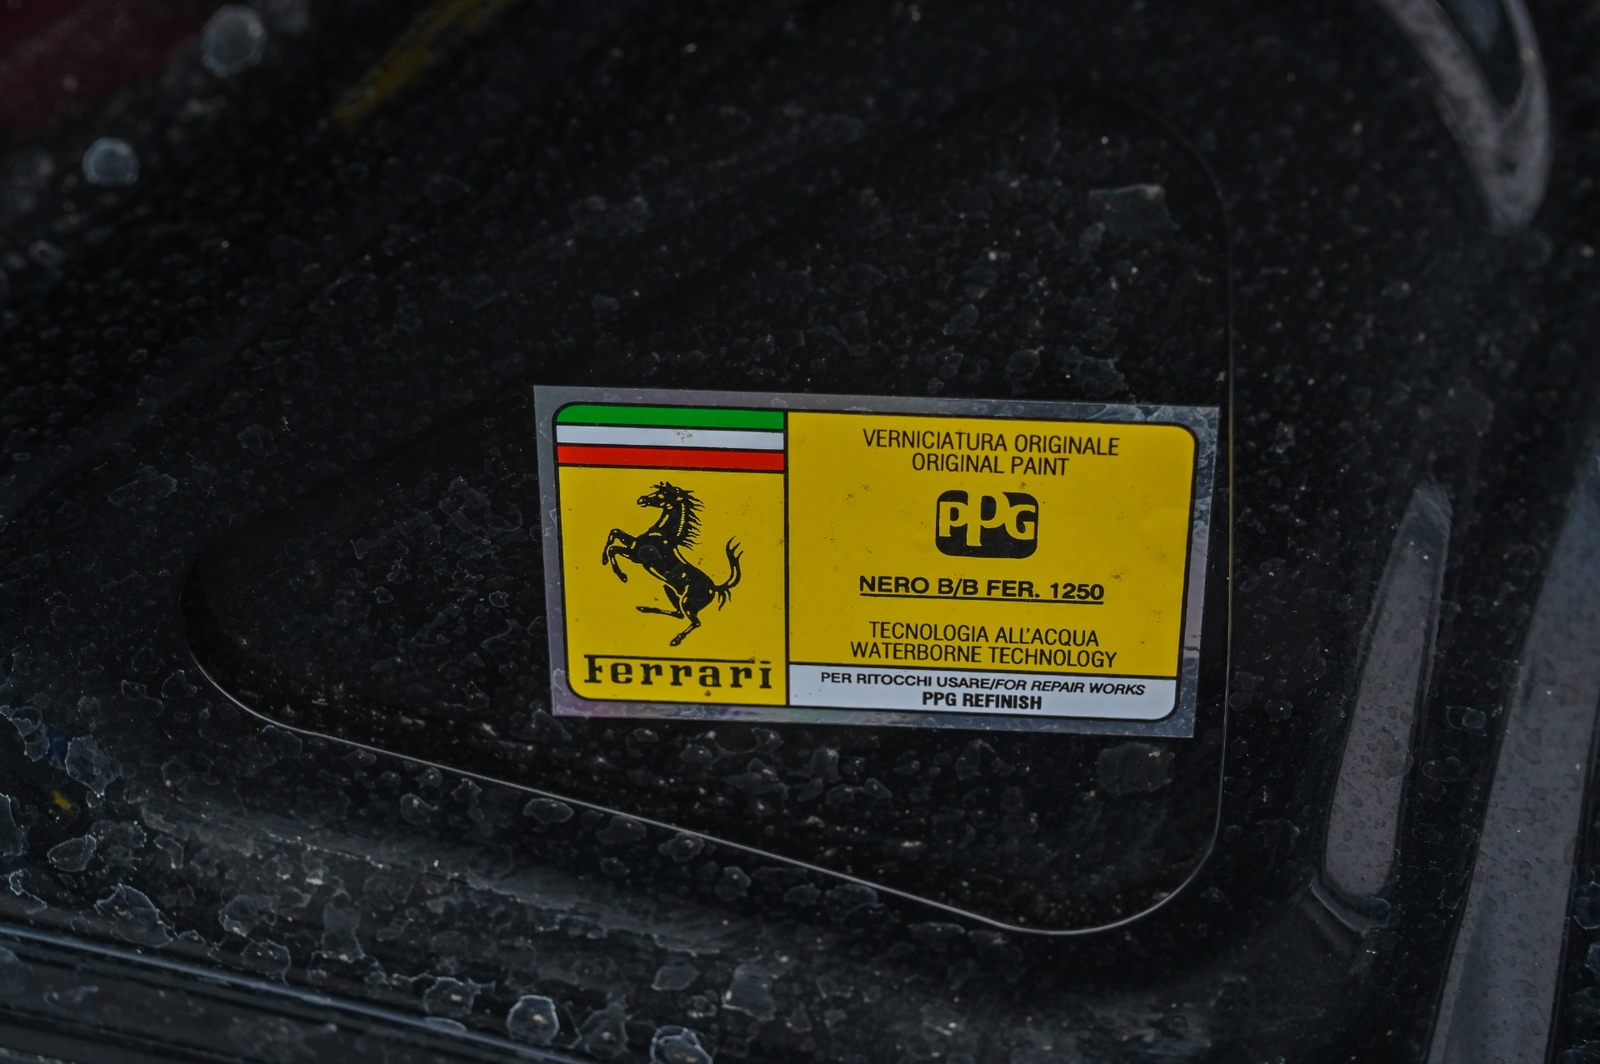 Ferrari
VERNICIATURA ORIGINALE
ORIGINAL PAINT
PPG
NERO B/B FER. 1250
TECNOLOGIA ALL'ACQUA
WATERBORNE TECHNOLOGY
PER RITOCCHI USARE/FOR REPAIR WORKS
PPG REFINISH